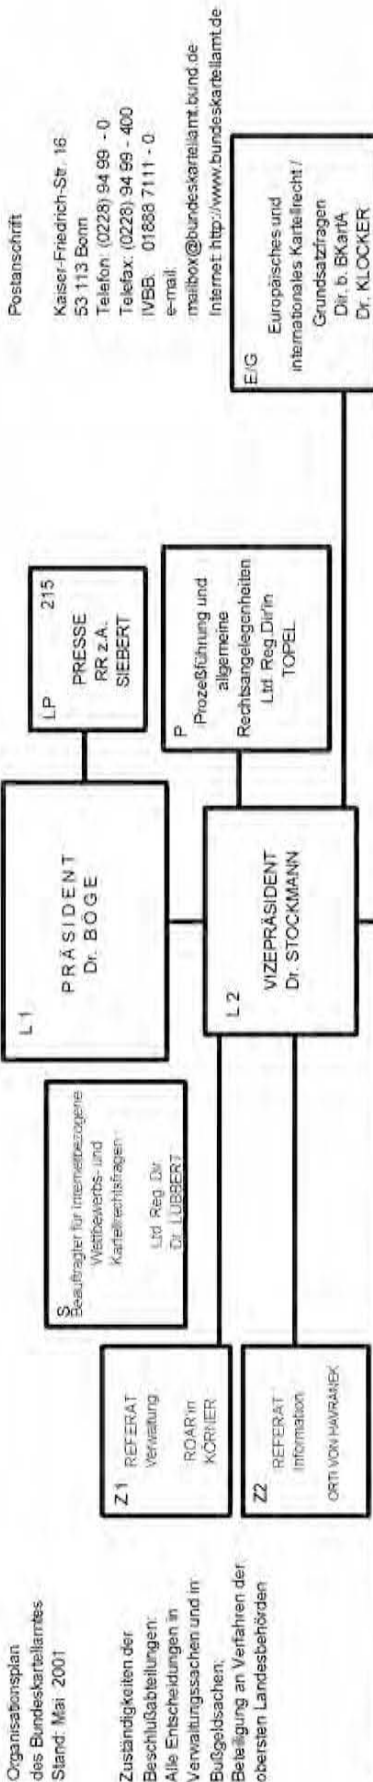 Organisationsplan
des Bundeskartellamtes
Stand: Mai 2001
Zuständigkeiten der
Beschlußabteilungen:
Alle Entscheidungen in
Verwaltungssachen und in
Bußgeldsachen;
Beteiligung an Verfahren der
obersten Landesbehörden
Z1
REFERAT
Verwaltung
ROAR'in
KÖRNER
Z2
REFERAT
Information
ORTI VON HAVRANEK
S
Beauftragter für Internetbezogene
Wettbewerbs- und
Kartellrechtsfragen
Ltd. Reg. Dir.
Dr. LÜBBERT
L 1
PRÄSIDENT
Dr. BÖGE
L 2
VIZEPRÄSIDENT
Dr. STOCKMANN
LP 215
PRESSE
RR z.A.
SIEBERT
P
Prozeßführung und
allgemeine
Rechtsangelegenheiten
Ltd. Reg.Dir'in
TOPEL
Postanschrift
Kaiser-Friedrich-Str. 16
53 113 Bonn
Telefon: (0228) 94 99 - 0
Telefax: (0228) 94 99 - 400
IVBB: 01888 7111 - 0
e-mail:
mailbox@bundeskartellamt.bund.de
Internet: http://www.bundeskartellamt.de
E/G
Europäisches und
internationales Kartellrecht /
Grundsatzfragen
Dir. b. BKartA
Dr. KLOCKER